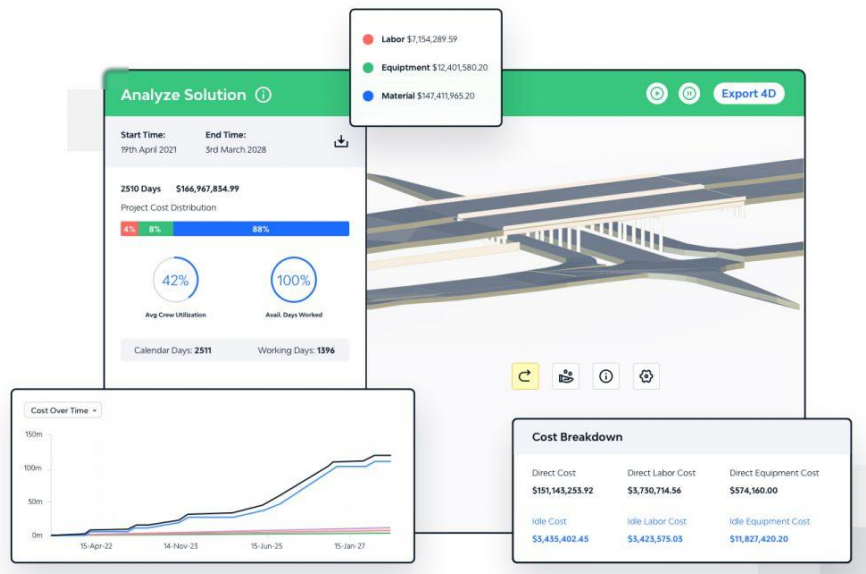 Labor $7,154,289.59
Equiptment $12,401,580.20
Material $147,411,965.20
Analyze Solution
Export 4D
Start Time:
End Time:
19th April 2021
3rd March 2028
2510 Days $166,967,834.99
Project Cost Distribution
4% 8% 88%
42%
100%
Avg Crew Utilization
Avail. Days Worked
Calendar Days: 2511
Working Days: 1396
Cost Over Time
150m
100m
50m
0m
15-Apr-22 14-Nov-23 15-Jun-25 15-Jan-27
Cost Breakdown
Direct Cost
Direct Labor Cost
Direct Equipment Cost
$151,143,253.92
$3,730,714.56
$574,160.00
Idle Cost
Idle Labor Cost
Idle Equipment Cost
$3,435,402.45
$3,423,575.03
$11,827,420.20